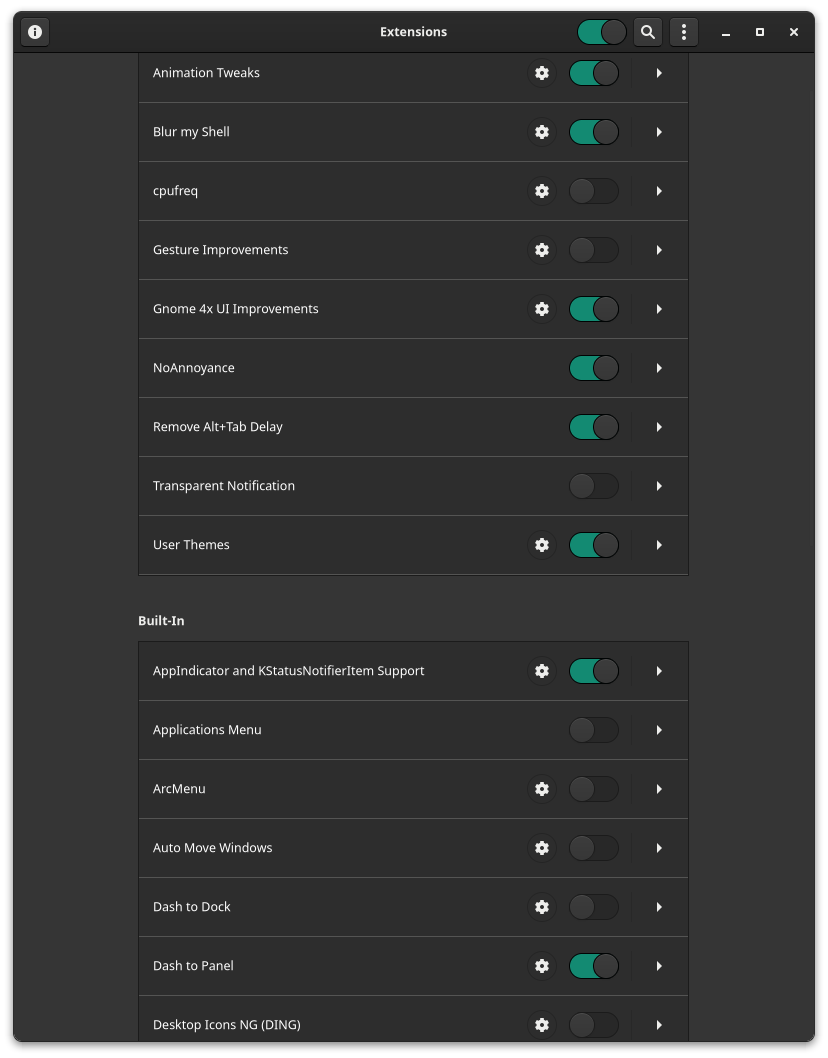 Extensions
Animation Tweaks
Blur my Shell
cpufreq
Gesture Improvements
Gnome 4x UI Improvements
NoAnnoyance
Remove Alt+Tab Delay
Transparent Notification
User Themes
Built-In
AppIndicator and KStatusNotifierItem Support
Applications Menu
ArcMenu
Auto Move Windows
Dash to Dock
Dash to Panel
Desktop Icons NG (DING)